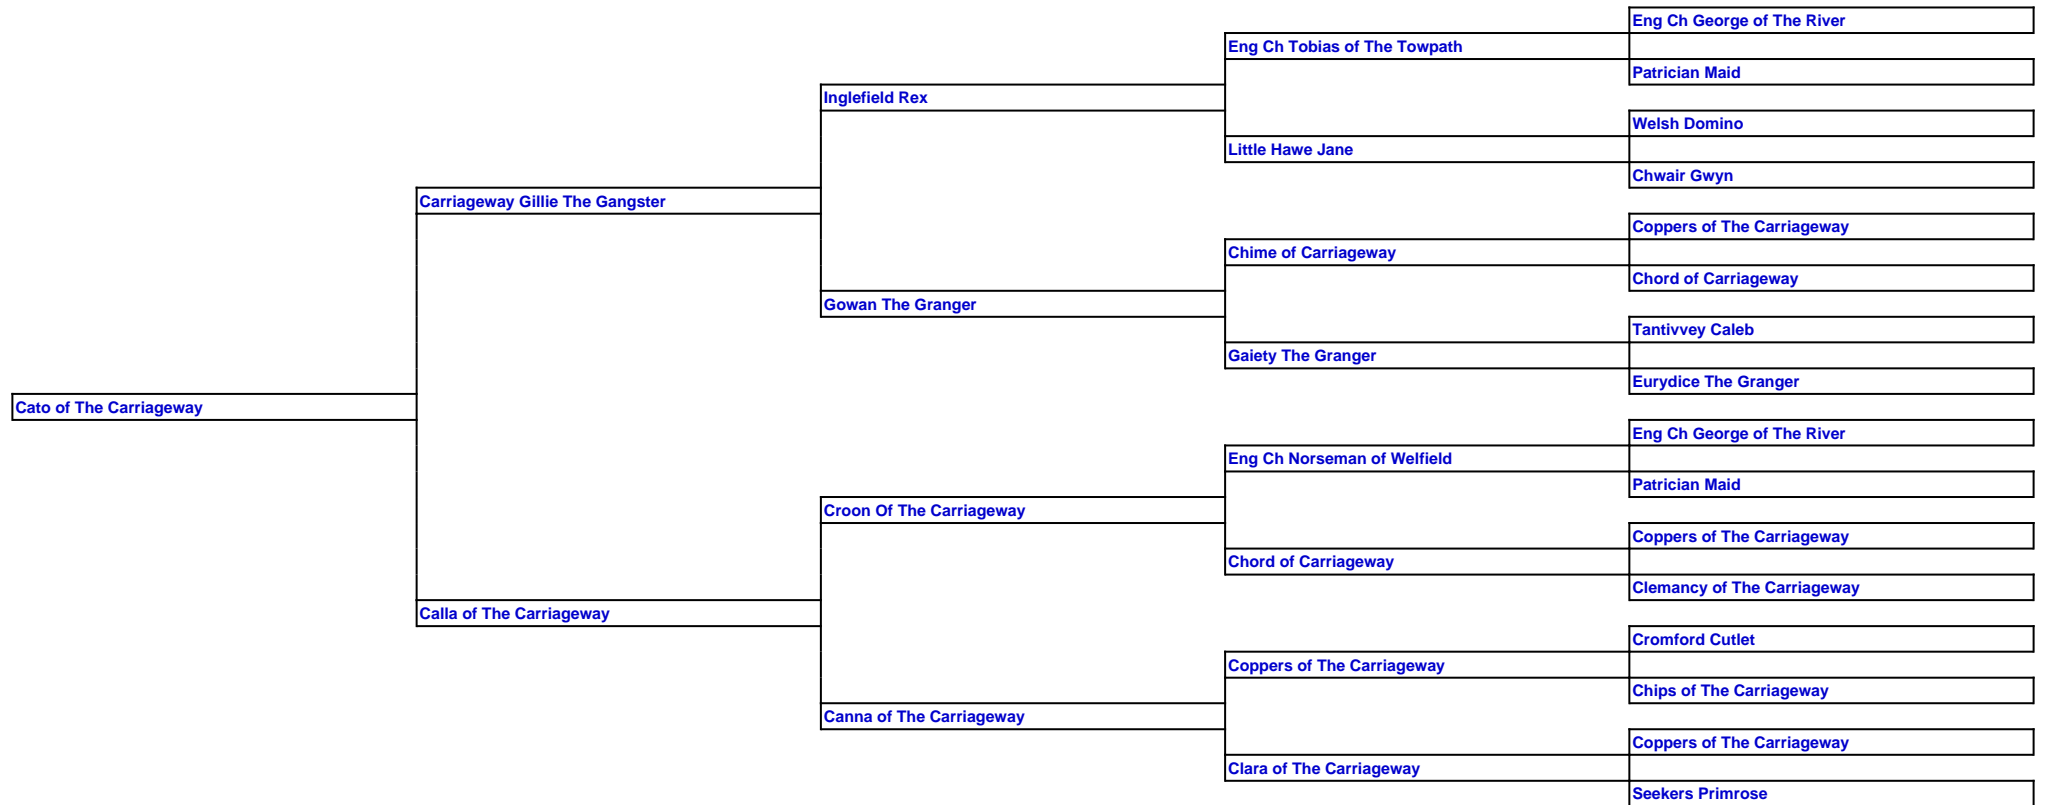 Eng Ch George of The River
Eng Ch Tobias of The Towpath
Patrician Maid
Inglefield Rex
Welsh Domino
Little Hawe Jane
Chwair Gwyn
Carriageway Gillie The Gangster
Coppers of The Carriageway
Chime of Carriageway
Chord of Carriageway
Gowan The Granger
Tantivvey Caleb
Gaiety The Granger
Eurydice The Granger
Cato of The Carriageway
Eng Ch George of The River
Eng Ch Norseman of Welfield
Patrician Maid
Croon Of The Carriageway
Coppers of The Carriageway
Chord of Carriageway
Clemancy of The Carriageway
Calla of The Carriageway
Cromford Cutlet
Coppers of The Carriageway
Chips of The Carriageway
Canna of The Carriageway
Coppers of The Carriageway
Clara of The Carriageway
Seekers Primrose